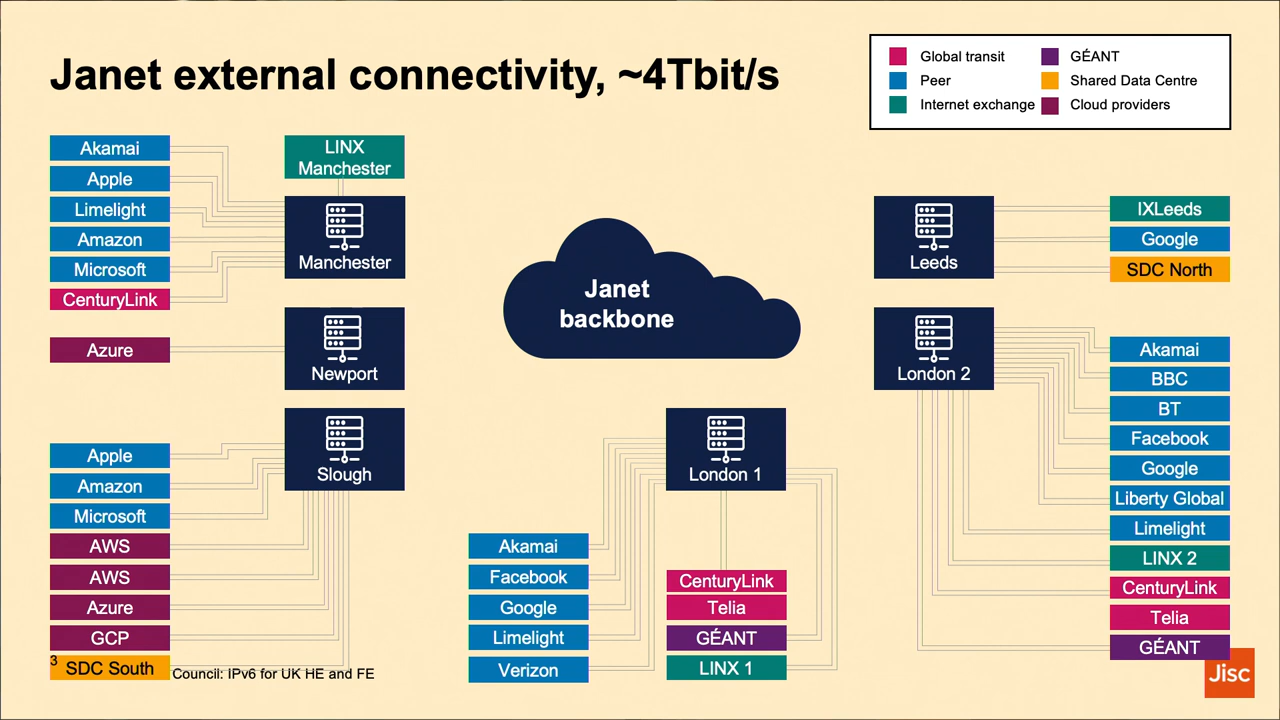 Janet external connectivity, ~4Tbit/s
Global transit
GÉANT
Peer
Shared Data Centre
Internet exchange
Cloud providers
Akamai
Apple
Limelight
Amazon
Microsoft
CenturyLink
LINX
Manchester
Manchester
Azure
Newport
Apple
Amazon
Microsoft
AWS
AWS
Azure
GCP
SDC South
Slough
Janet
backbone
London 1
Akamai
Facebook
Google
Limelight
Verizon
CenturyLink
Telia
GÉANT
LINX 1
Leeds
IXLeeds
Google
SDC North
London 2
Akamai
BBC
BT
Facebook
Google
Liberty Global
Limelight
LINX 2
CenturyLink
Telia
GÉANT
3
Council: IPv6 for UK HE and FE
Jisc